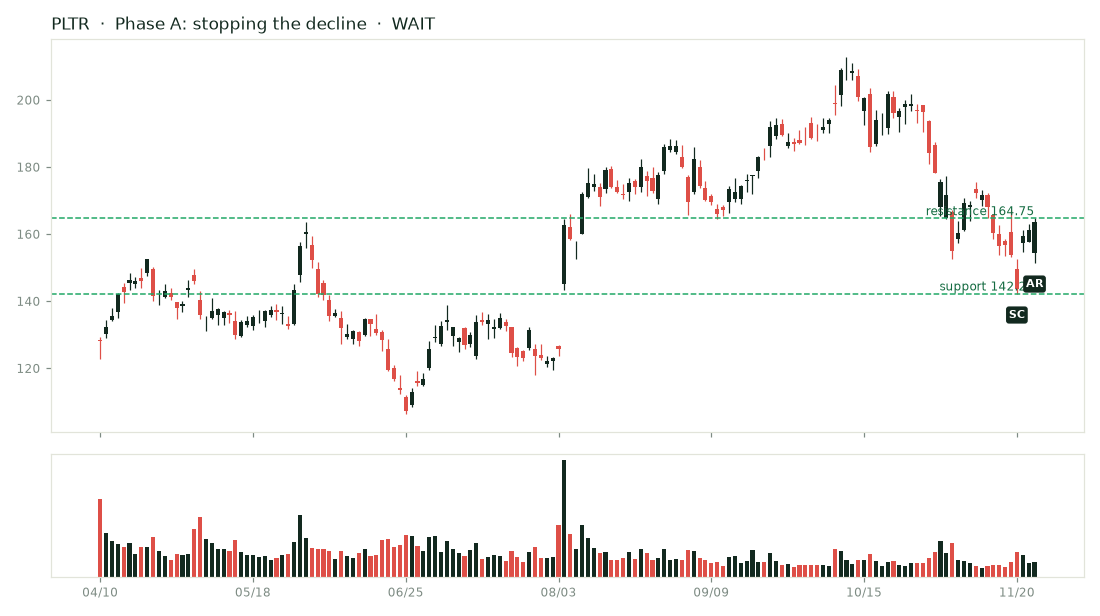 PLTR · Phase A: stopping the decline · WAIT
200
180
160
140
120
resistance 164.75
support 142.
AR
SC
04/10
05/18
06/25
08/03
09/09
10/15
11/20